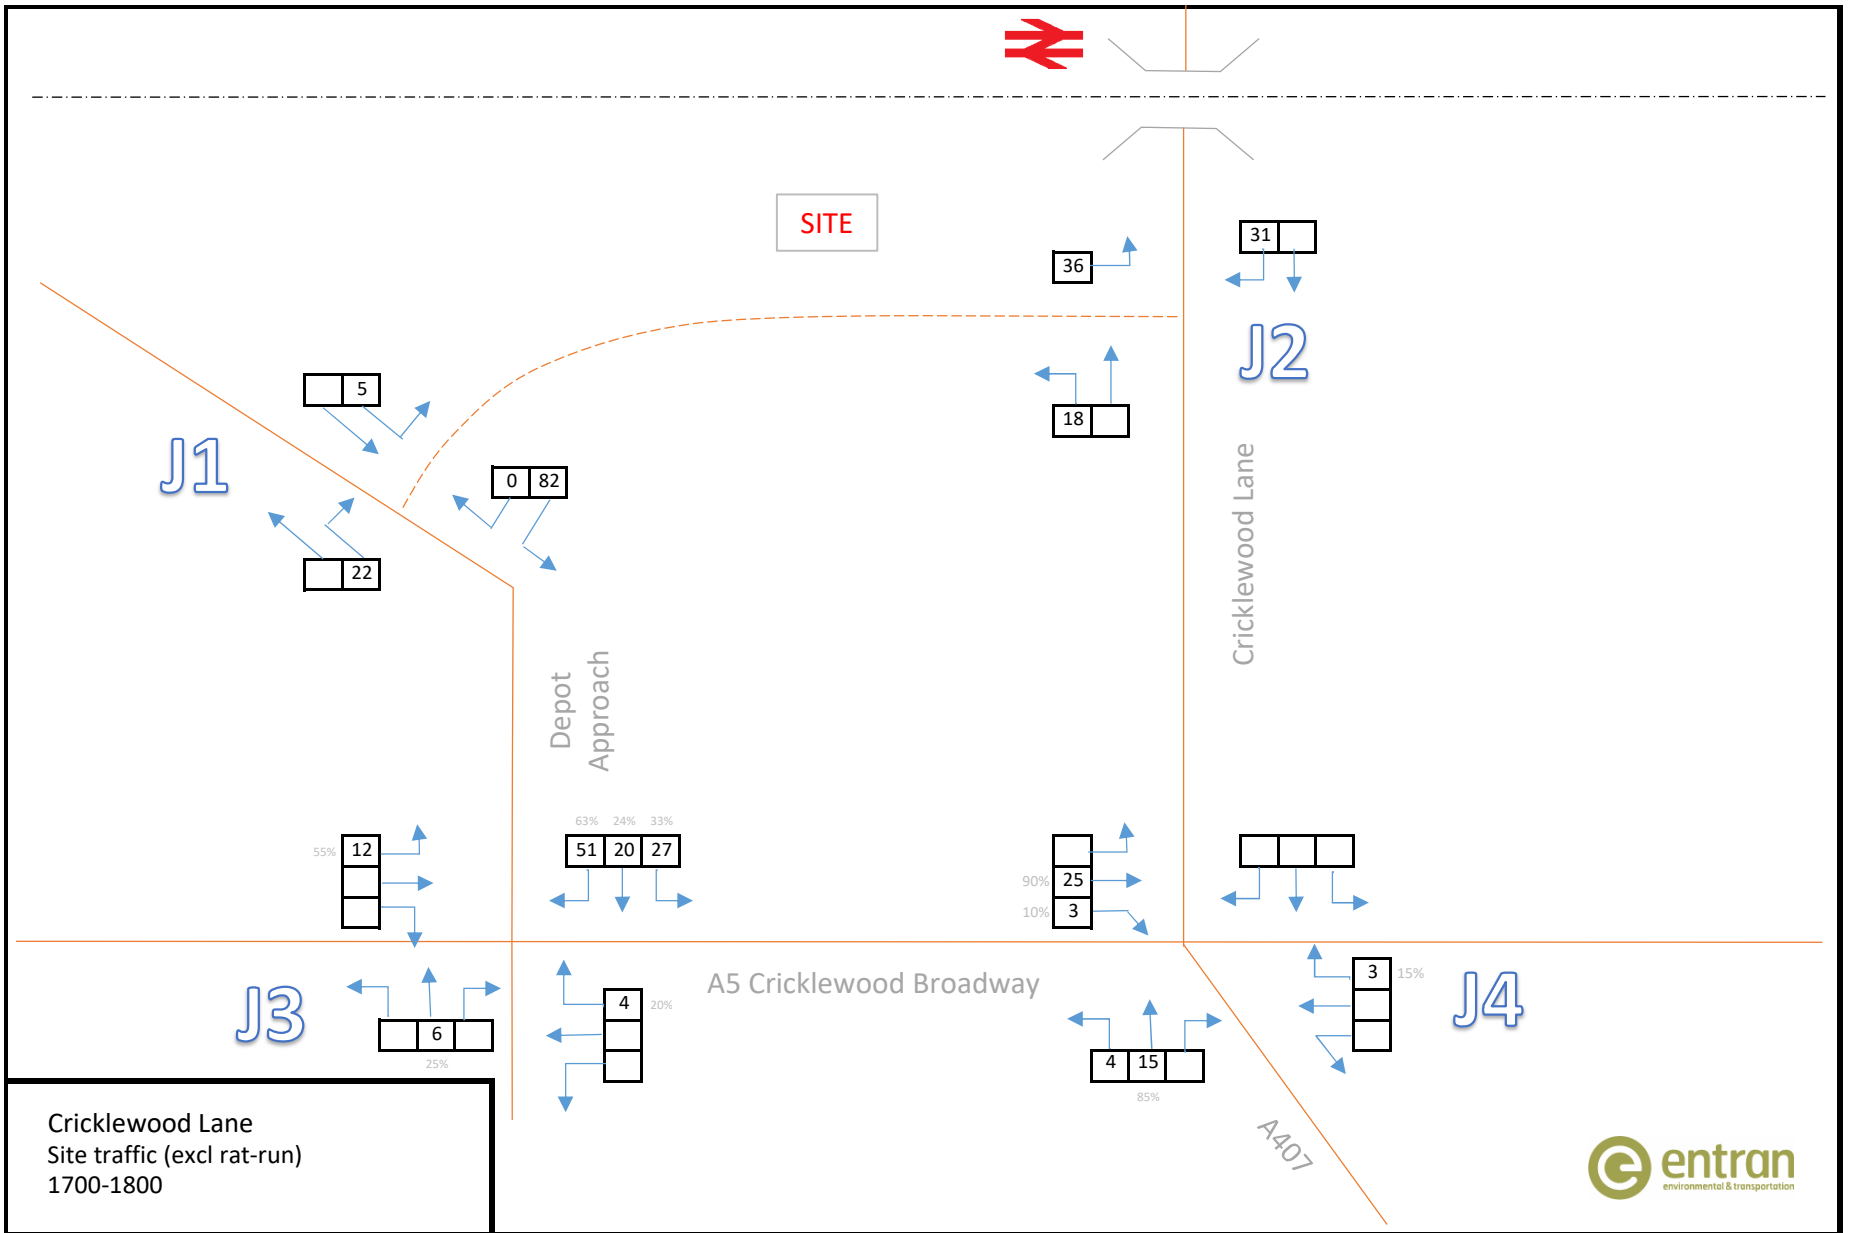 SITE
31
36
J2
5
18
J1
0 82
22
Cricklewood Lane
Depot
Approach
63% 24% 33%
55% 12
51 20 27
90% 25
10% 3
A5 Cricklewood Broadway
3 15%
J3
4 20%
J4
6
25%
4 15
85%
A407
Cricklewood Lane
Site traffic (excl rat-run)
1700-1800
e entran
environmental & transportation